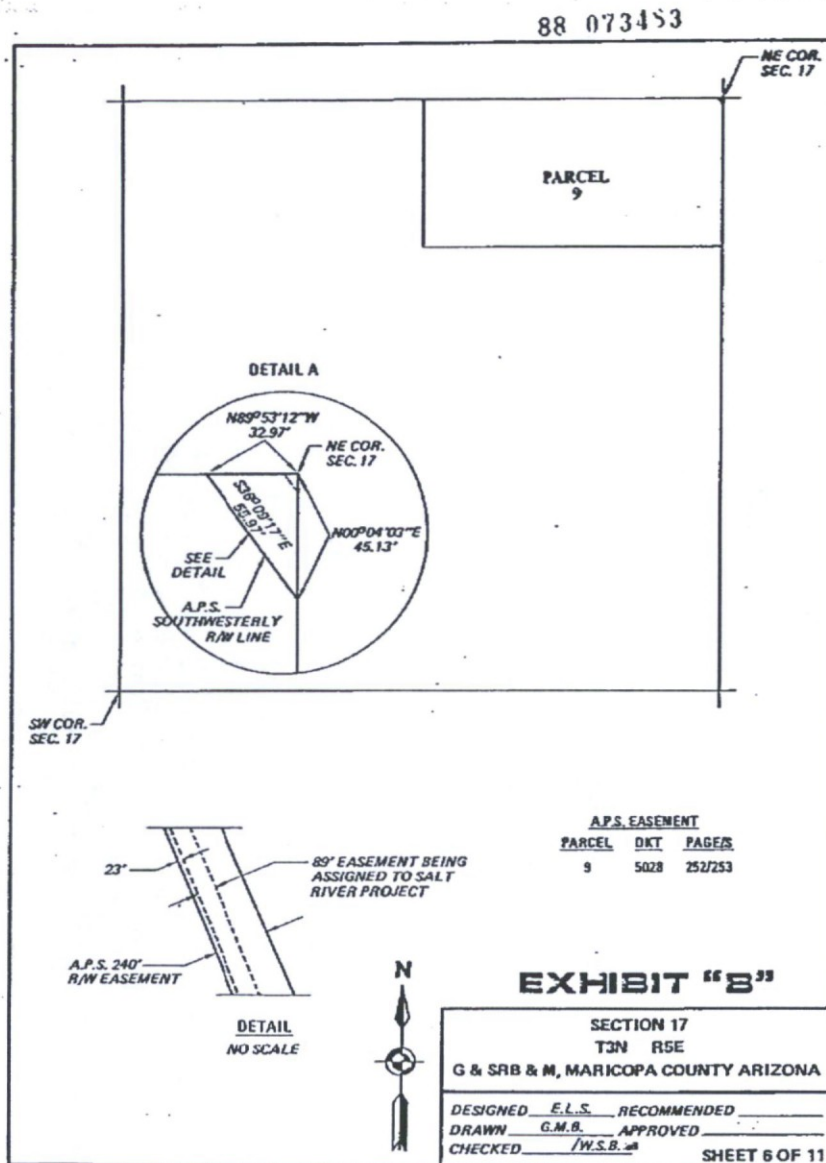 88 073453
NE COR.
SEC. 17
PARCEL
9
DETAIL A
N89°53'12"W
32.97'
NE COR.
SEC. 17
S36°09'17"E
55.97'
N00°04'03"E
45.13'
SEE
DETAIL
A.P.S.
SOUTHWESTERLY
R/W LINE
SW COR.
SEC. 17
23'
89' EASEMENT BEING
ASSIGNED TO SALT
RIVER PROJECT
A.P.S. 240'
R/W EASEMENT
DETAIL
NO SCALE
A.P.S. EASEMENT
PARCEL DKT PAGE/S
9 5028 252/253
N
EXHIBIT "B"
SECTION 17
T3N R5E
G & SRB & M, MARICOPA COUNTY ARIZONA
DESIGNED E.L.S. RECOMMENDED
DRAWN G.M.B. APPROVED
CHECKED /W.S.B.
SHEET 6 OF 11